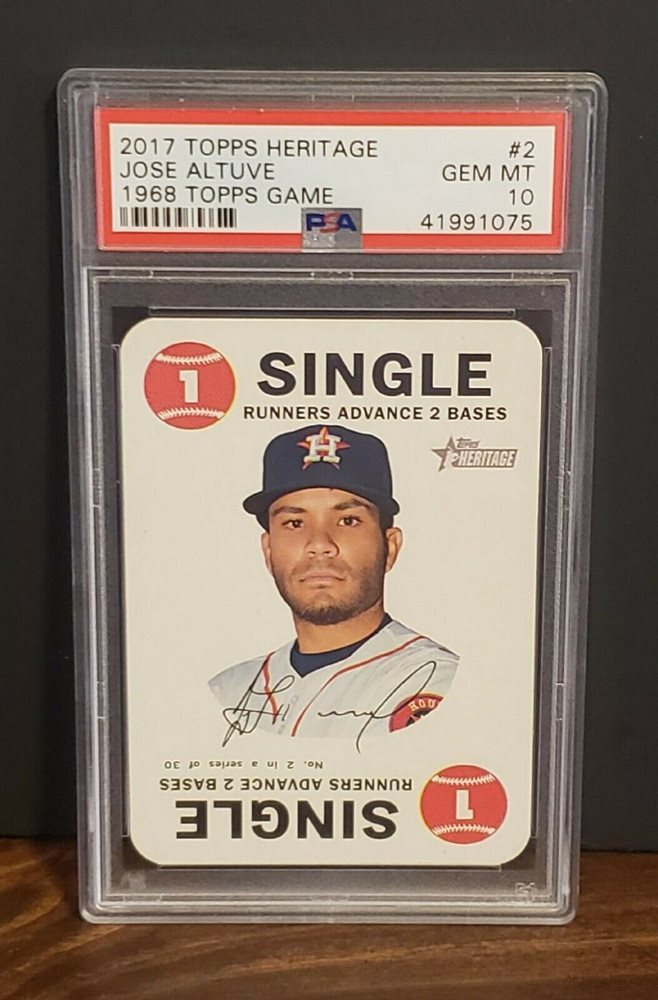 2017 TOPPS HERITAGE #2
JOSE ALTUVE GEM MT
1968 TOPPS GAME 10
PSA 41991075
1 SINGLE
RUNNERS ADVANCE 2 BASES
TOPPS
HERITAGE
H
HOU
No. 2 in a series of 30
RUNNERS ADVANCE 2 BASES
SINGLE 1